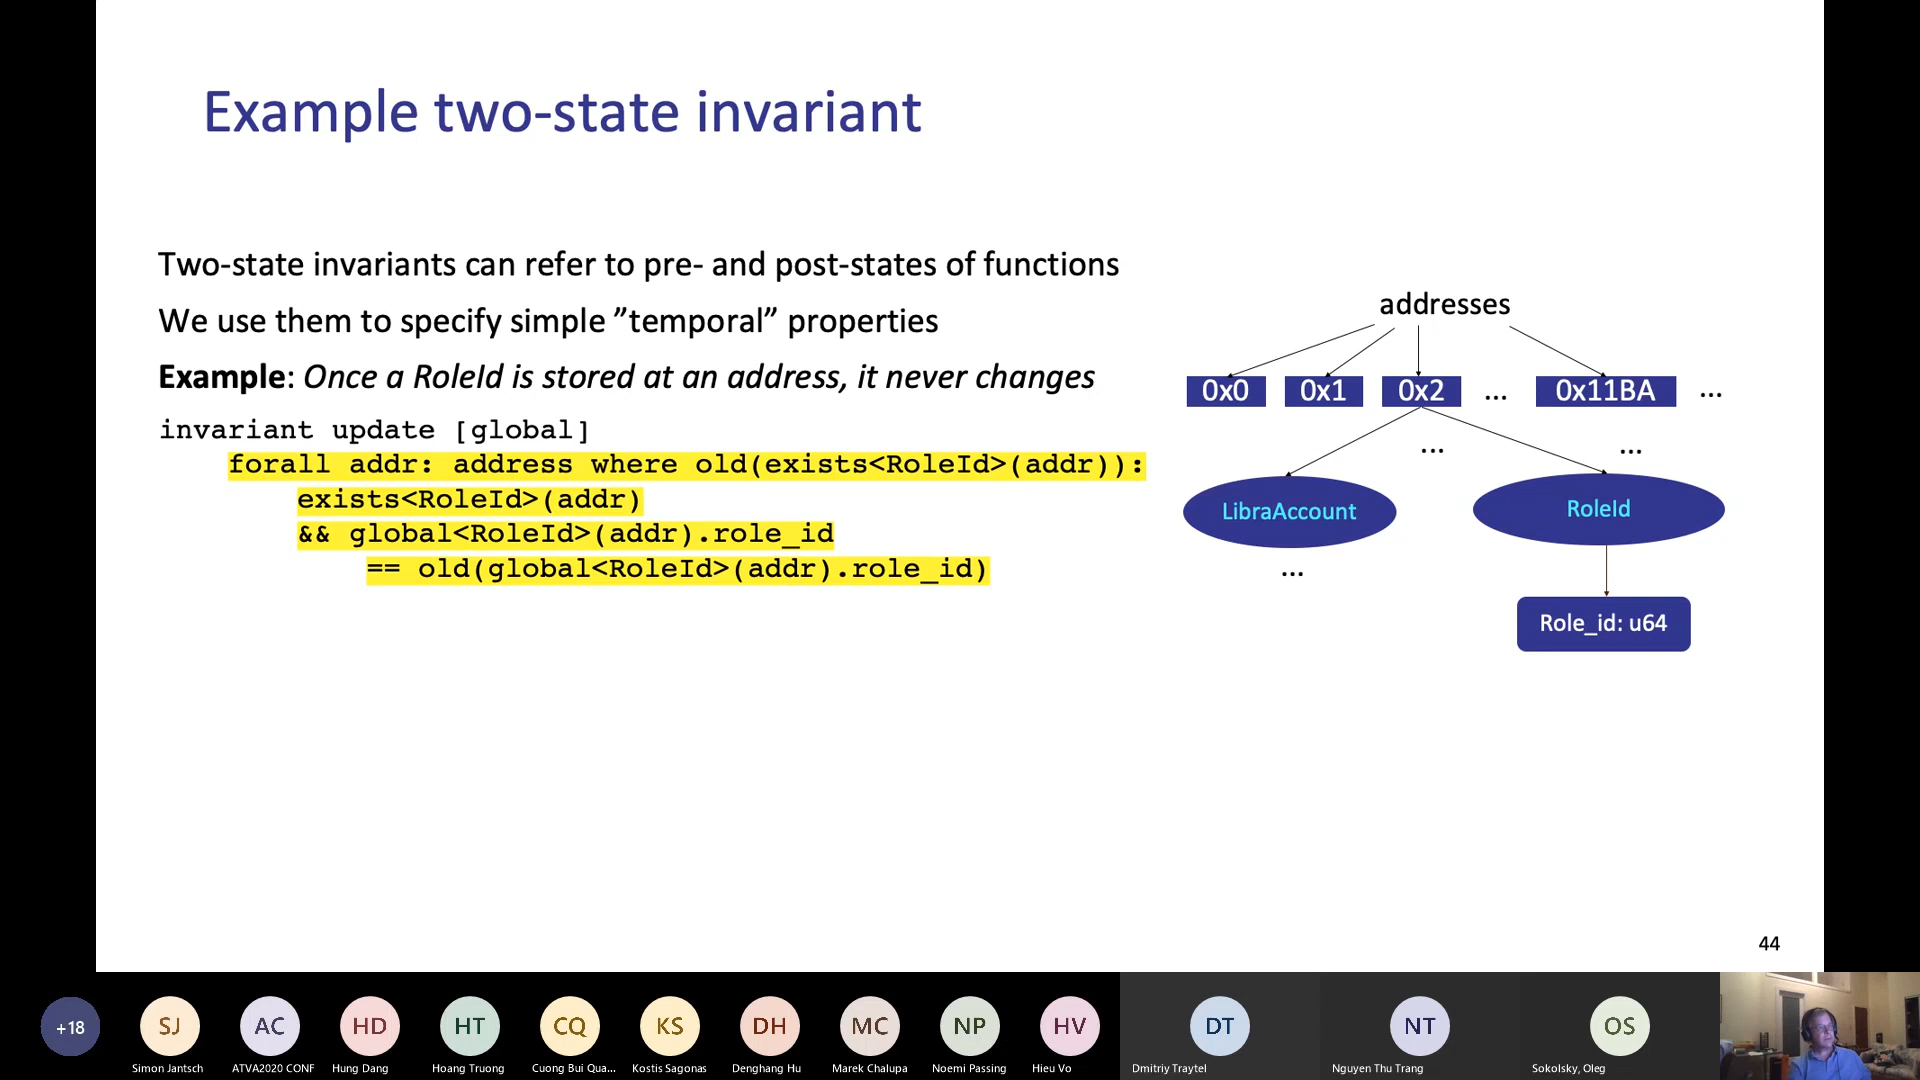 Example two-state invariant
Two-state invariants can refer to pre- and post-states of functions
We use them to specify simple ”temporal” properties
Example: Once a RoleId is stored at an address, it never changes
invariant update [global]
forall addr: address where old(exists<RoleId>(addr)):
exists<RoleId>(addr)
&& global<RoleId>(addr).role_id
== old(global<RoleId>(addr).role_id)
addresses
0x0 0x1 0x2 ... 0x11BA ...
... ...
LibraAccount RoleId
...
Role_id: u64
44
+18 SJ AC HD HT CQ KS DH MC NP HV DT NT OS
Simon Jantsch ATVA2020 CONF Hung Dang Hoang Truong Cuong Bui Qua... Kostis Sagonas Denghang Hu Marek Chalupa Noemi Passing Hieu Vo Dmitriy Traytel Nguyen Thu Trang Sokolsky, Oleg